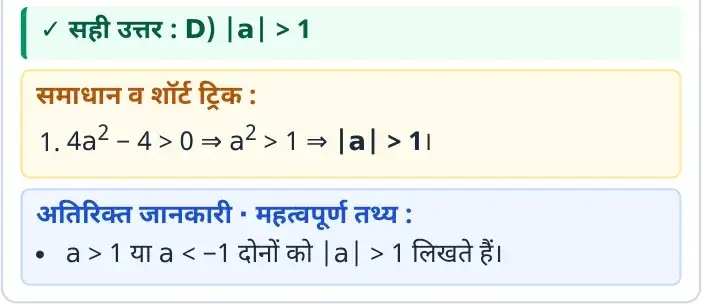 ✓ सही उत्तर : D) |a| > 1
समाधान व शॉर्ट ट्रिक :
1. 4a² − 4 > 0 ⇒ a² > 1 ⇒ |a| > 1।
अतिरिक्त जानकारी · महत्वपूर्ण तथ्य :
• a > 1 या a < −1 दोनों को |a| > 1 लिखते हैं।